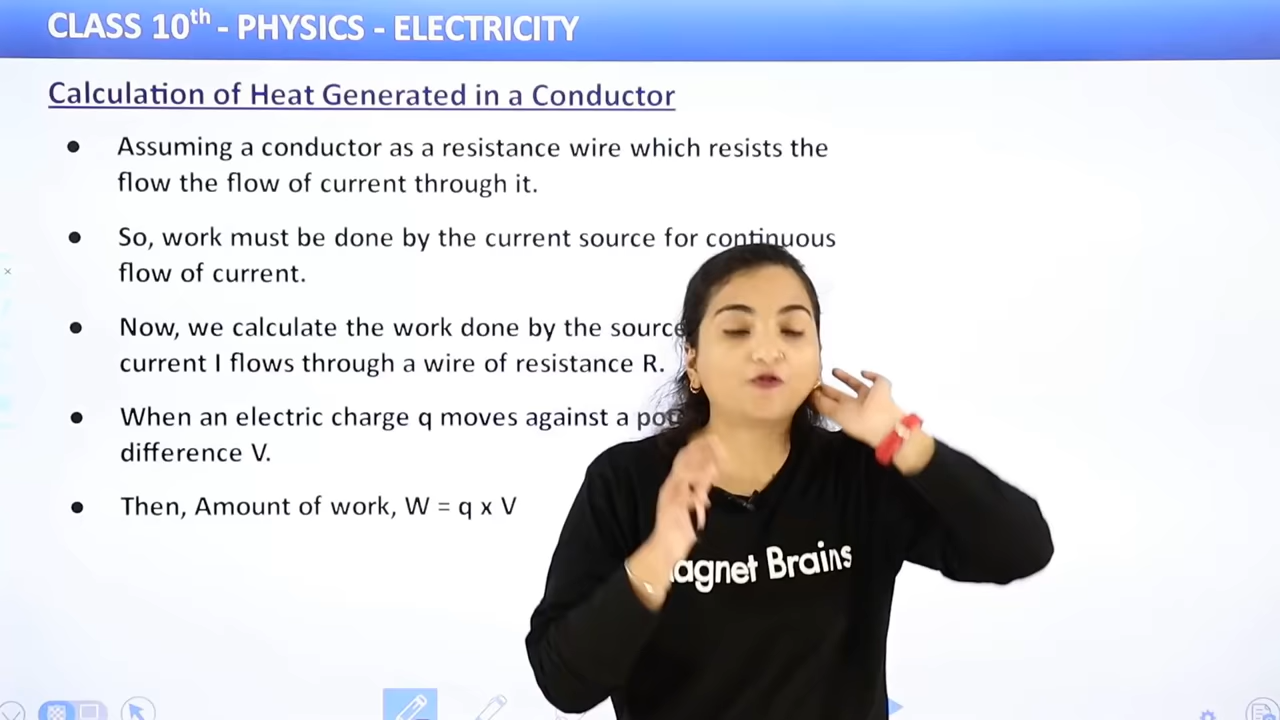 CLASS 10th - PHYSICS - ELECTRICITY
Calculation of Heat Generated in a Conductor
● Assuming a conductor as a resistance wire which resists the
flow the flow of current through it.
● So, work must be done by the current source for continuous
flow of current.
● Now, we calculate the work done by the source
current I flows through a wire of resistance R.
● When an electric charge q moves against a
difference V.
● Then, Amount of work, W = q x V
Brains